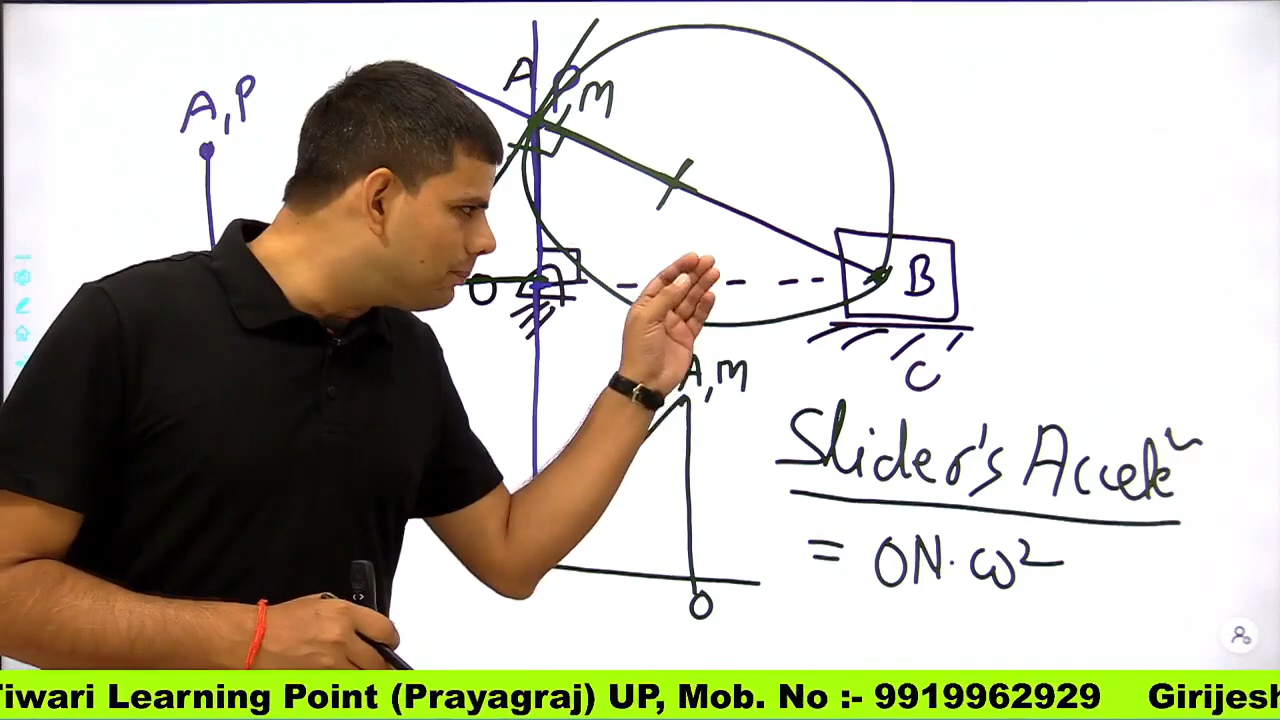 A
P, M
A, P
O
B
C
A, M
Slider's Accelⁿ
= ON·ω²
O
Tiwari Learning Point (Prayagraj) UP, Mob. No :- 9919962929 Girijesh